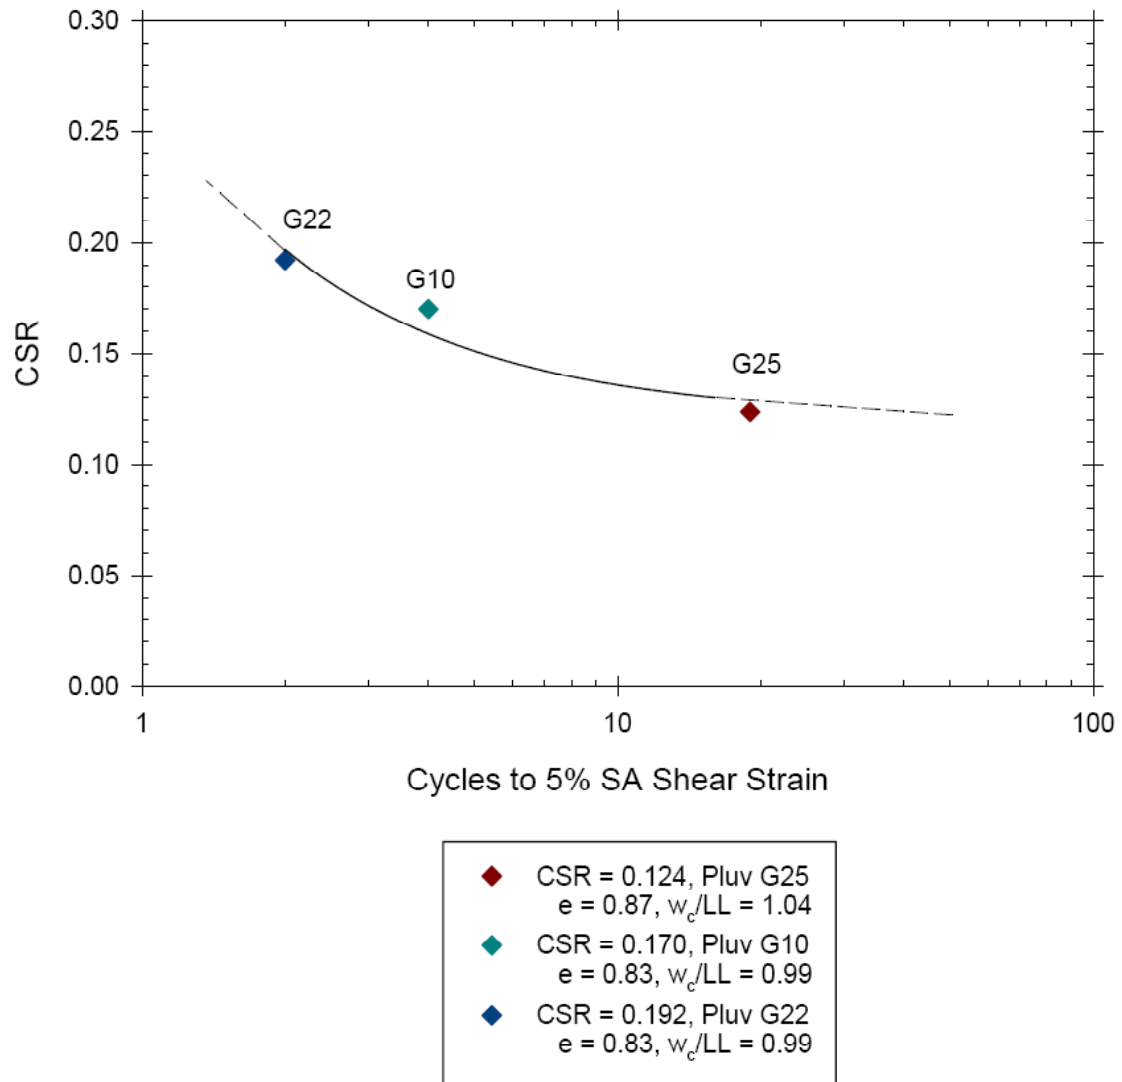 0.30
0.25
0.20
0.15
0.10
0.05
0.00
CSR
G22
G10
G25
1
10
100
Cycles to 5% SA Shear Strain
CSR = 0.124, Pluv G25
e = 0.87, wc/LL = 1.04
CSR = 0.170, Pluv G10
e = 0.83, wc/LL = 0.99
CSR = 0.192, Pluv G22
e = 0.83, wc/LL = 0.99